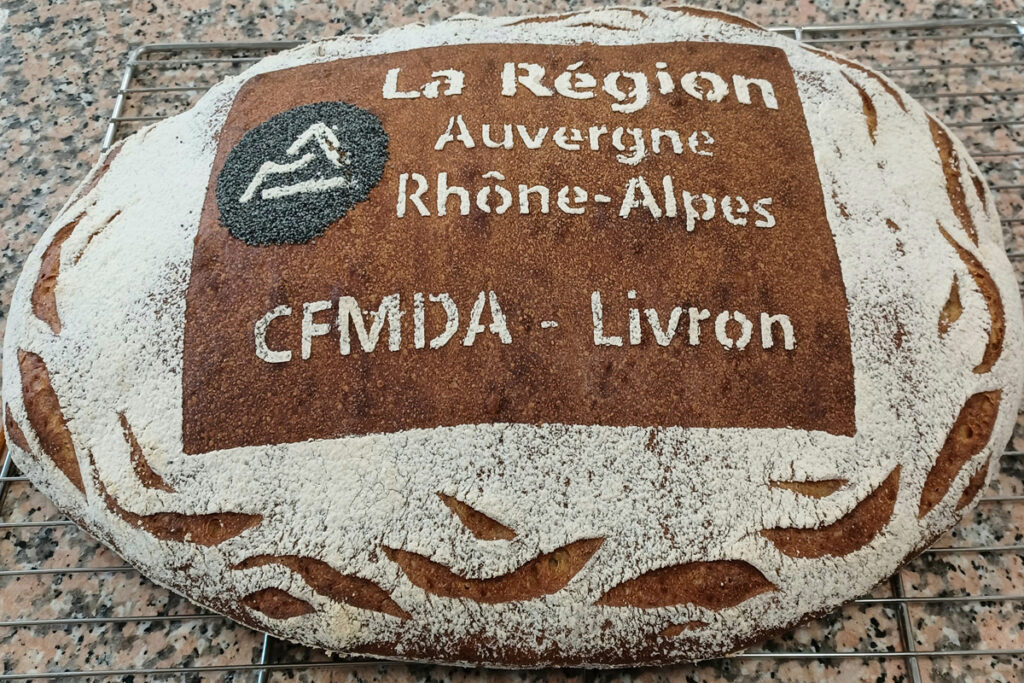 La Région
Auvergne
Rhône-Alpes
CFMDA - Livron